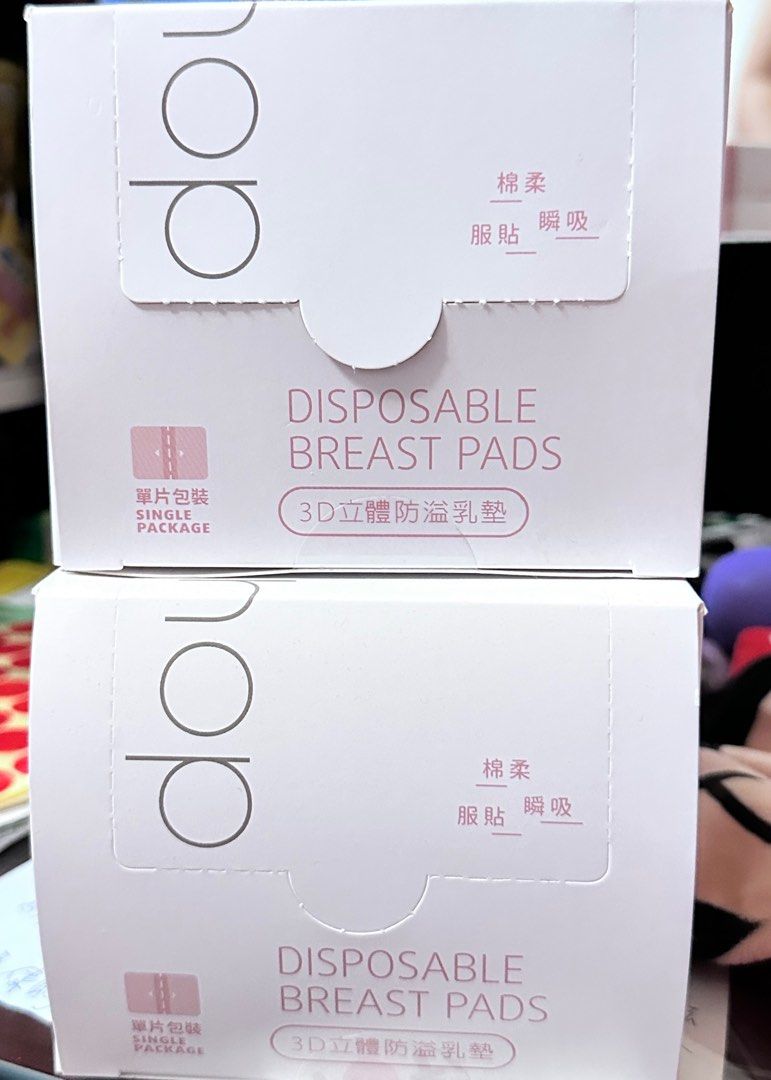 dou
棉柔
服貼 瞬吸
DISPOSABLE
BREAST PADS
3D立體防溢乳墊
單片包裝
SINGLE
PACKAGE
dou
棉柔
服貼 瞬吸
DISPOSABLE
BREAST PADS
3D立體防溢乳墊
單片包裝
SINGLE
PACKAGE